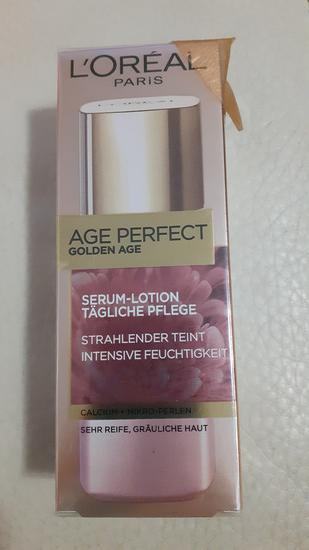 L'ORÉAL
PARIS
AGE PERFECT
GOLDEN AGE
SERUM-LOTION
TÄGLICHE PFLEGE
STRAHLENDER TEINT
INTENSIVE FEUCHTIGKEIT
CALCIUM + MIKRO-PERLEN
SEHR REIFE, GRÄULICHE HAUT